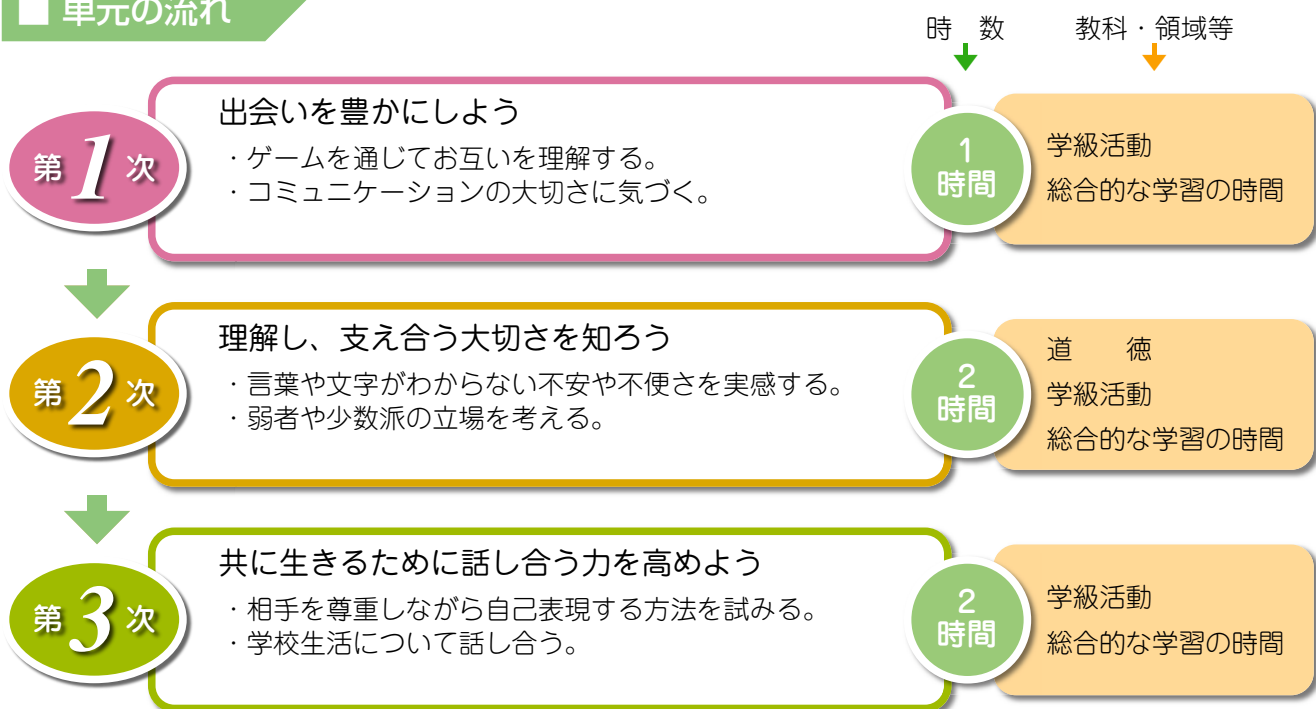 ■ 単元の流れ
時 数 教科・領域等
出会いを豊かにしよう
第1次
・ゲームを通じてお互いを理解する。
・コミュニケーションの大切さに気づく。
1
時間
学級活動
総合的な学習の時間
理解し、支え合う大切さを知ろう
第2次
・言葉や文字がわからない不安や不便さを実感する。
・弱者や少数派の立場を考える。
2
時間
道 徳
学級活動
総合的な学習の時間
共に生きるために話し合う力を高めよう
第3次
・相手を尊重しながら自己表現する方法を試みる。
・学校生活について話し合う。
2
時間
学級活動
総合的な学習の時間